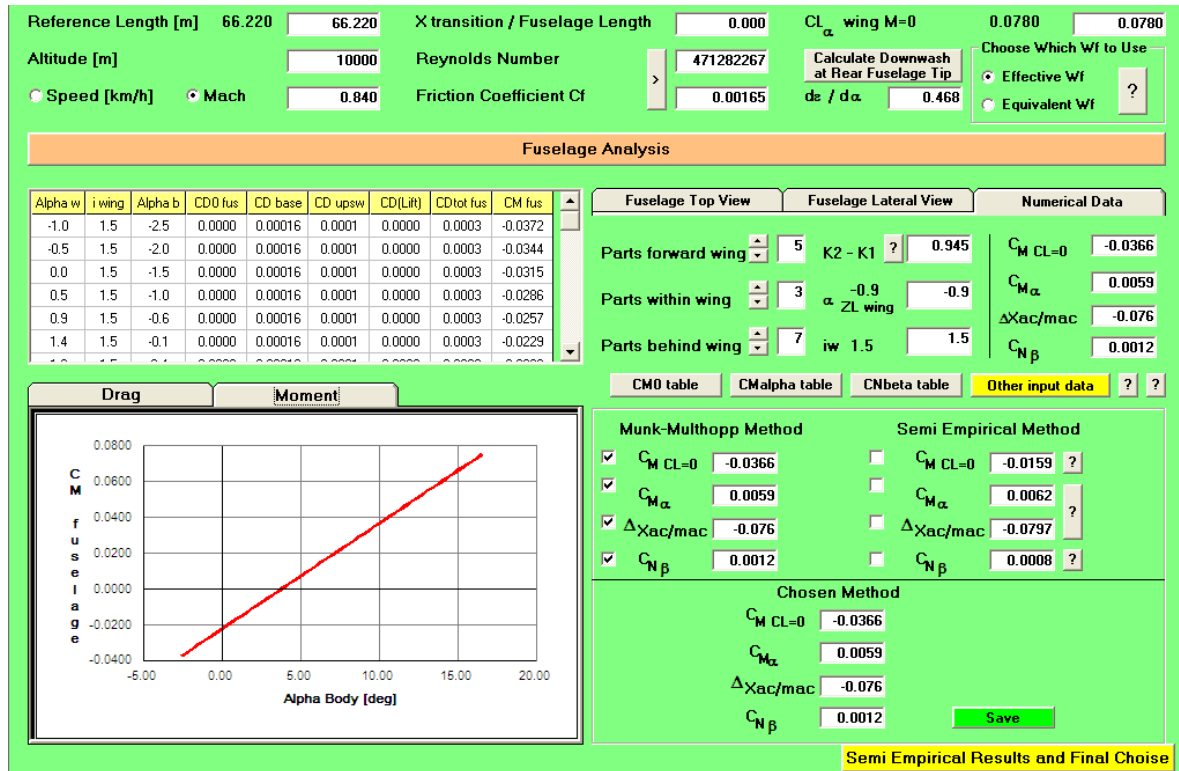 Reference Length [m] 66.220 66.220 X transition / Fuselage Length 0.000 CLα wing M=0 0.0780 0.0780
Choose Which Wf to Use
Altitude [m] 10000 Reynolds Number > 471282267 Calculate Downwash at Rear Fuselage Tip Effective Wf ?
Speed [km/h] Mach 0.840 Friction Coefficient Cf 0.00165 dε / dα 0.468 Equivalent Wf
Fuselage Analysis
Alpha w i wing Alpha b CD0 fus CD base CD upsw CD(Lift) CDtot fus CM fus
-1.0 1.5 -2.5 0.0000 0.00016 0.0001 0.0000 0.0003 -0.0372
-0.5 1.5 -2.0 0.0000 0.00016 0.0001 0.0000 0.0003 -0.0344
0.0 1.5 -1.5 0.0000 0.00016 0.0001 0.0000 0.0003 -0.0315
0.5 1.5 -1.0 0.0000 0.00016 0.0001 0.0000 0.0003 -0.0286
0.9 1.5 -0.6 0.0000 0.00016 0.0001 0.0000 0.0003 -0.0257
1.4 1.5 -0.1 0.0000 0.00016 0.0001 0.0000 0.0003 -0.0229
Fuselage Top View Fuselage Lateral View Numerical Data
Parts forward wing 5 K2 - K1 ? 0.945 CM CL=0 -0.0366
CMα 0.0059
Parts within wing 3 α ZL wing -0.9 -0.9
ΔXac/mac -0.076
Parts behind wing 7 iw 1.5 1.5 CN β 0.0012
CM0 table CMalpha table CNbeta table Other input data ? ?
Drag Moment
CM fuselage
0.0800
0.0600
0.0400
0.0200
0.0000
-0.0200
-0.0400
-5.00 0.00 5.00 10.00 15.00 20.00
Alpha Body [deg]
Munk-Multhopp Method
CM CL=0 -0.0366
CMα 0.0059
ΔXac/mac -0.076
CN β 0.0012
Semi Empirical Method
CM CL=0 -0.0159 ?
CMα 0.0062
?
ΔXac/mac -0.0797
CN β 0.0008 ?
Chosen Method
CM CL=0 -0.0366
CMα 0.0059
ΔXac/mac -0.076
CN β 0.0012 Save
Semi Empirical Results and Final Choise